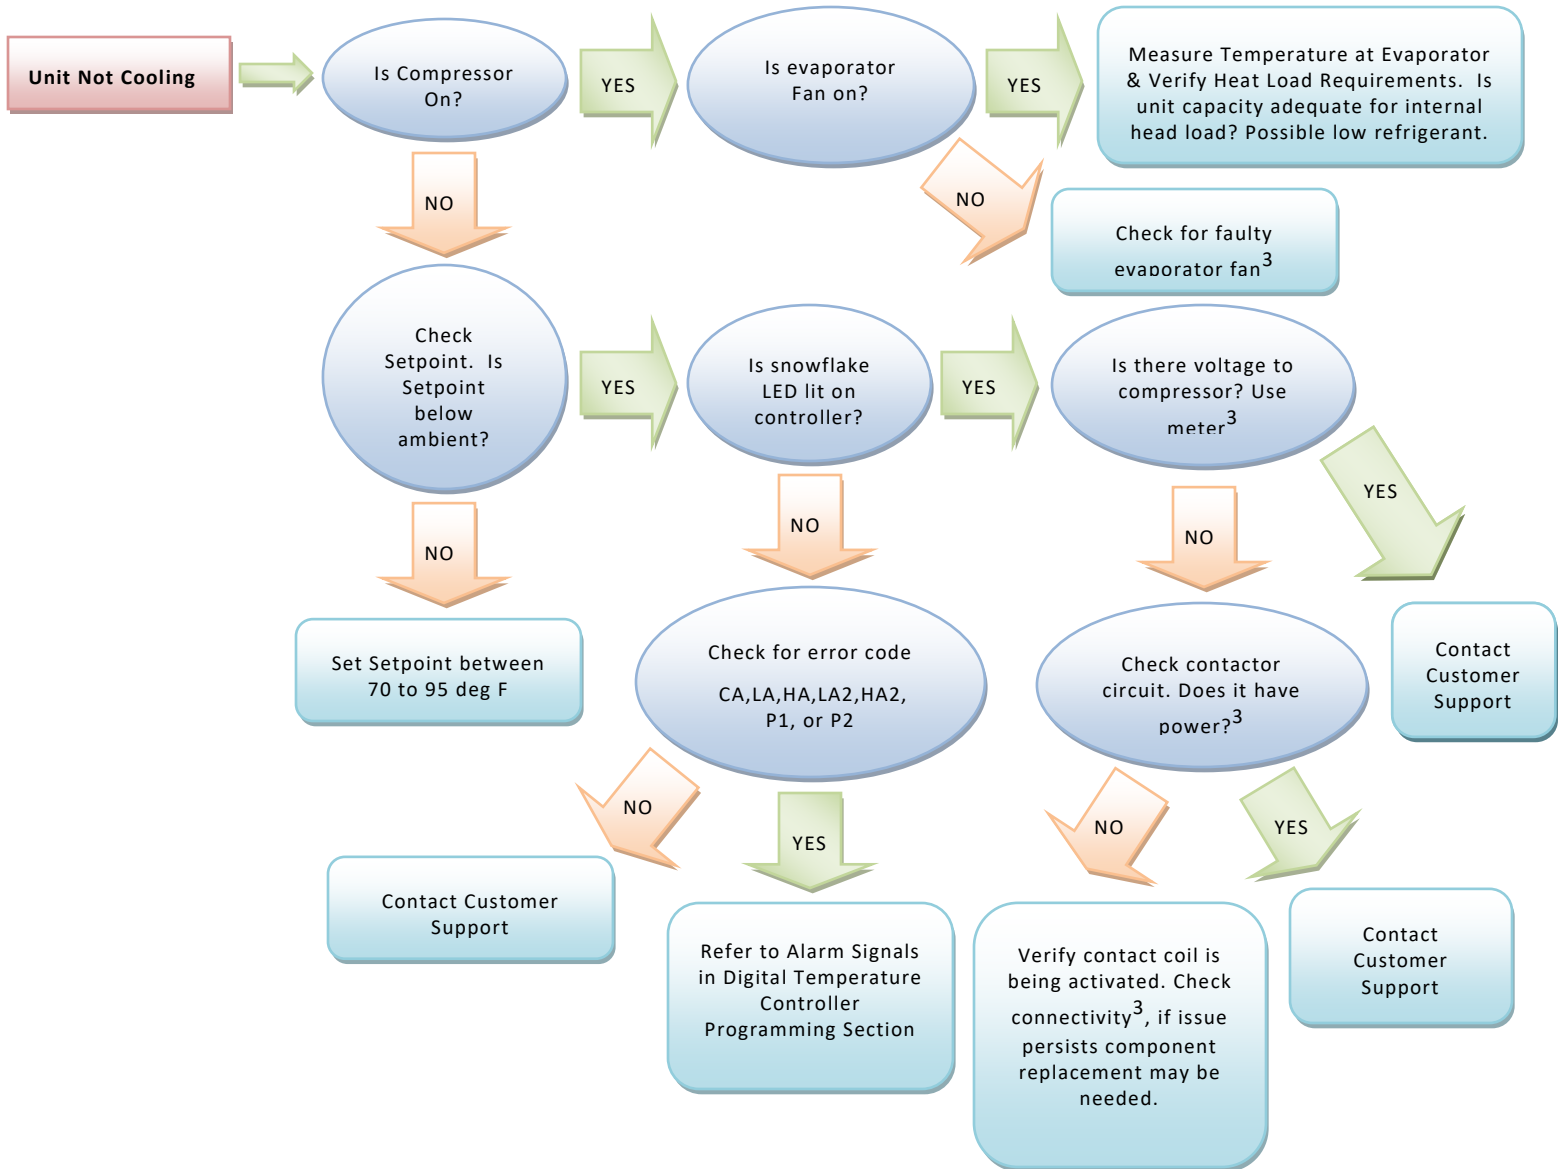 Unit Not Cooling
Is Compressor
On?
YES
Is evaporator
Fan on?
YES
Measure Temperature at Evaporator
& Verify Heat Load Requirements. Is
unit capacity adequate for internal
head load? Possible low refrigerant.
NO
NO
Check for faulty
evaporator fan3
Check
Setpoint. Is
Setpoint
below
ambient?
YES
Is snowflake
LED lit on
controller?
YES
Is there voltage to
compressor? Use
meter3
YES
NO
NO
NO
Set Setpoint between
70 to 95 deg F
Check for error code
CA,LA,HA,LA2,HA2,
P1, or P2
Check contactor
circuit. Does it have
power?3
Contact
Customer
Support
NO
YES
NO
YES
Contact Customer
Support
Refer to Alarm Signals
in Digital Temperature
Controller
Programming Section
Verify contact coil is
being activated. Check
connectivity3, if issue
persists component
replacement may be
needed.
Contact
Customer
Support